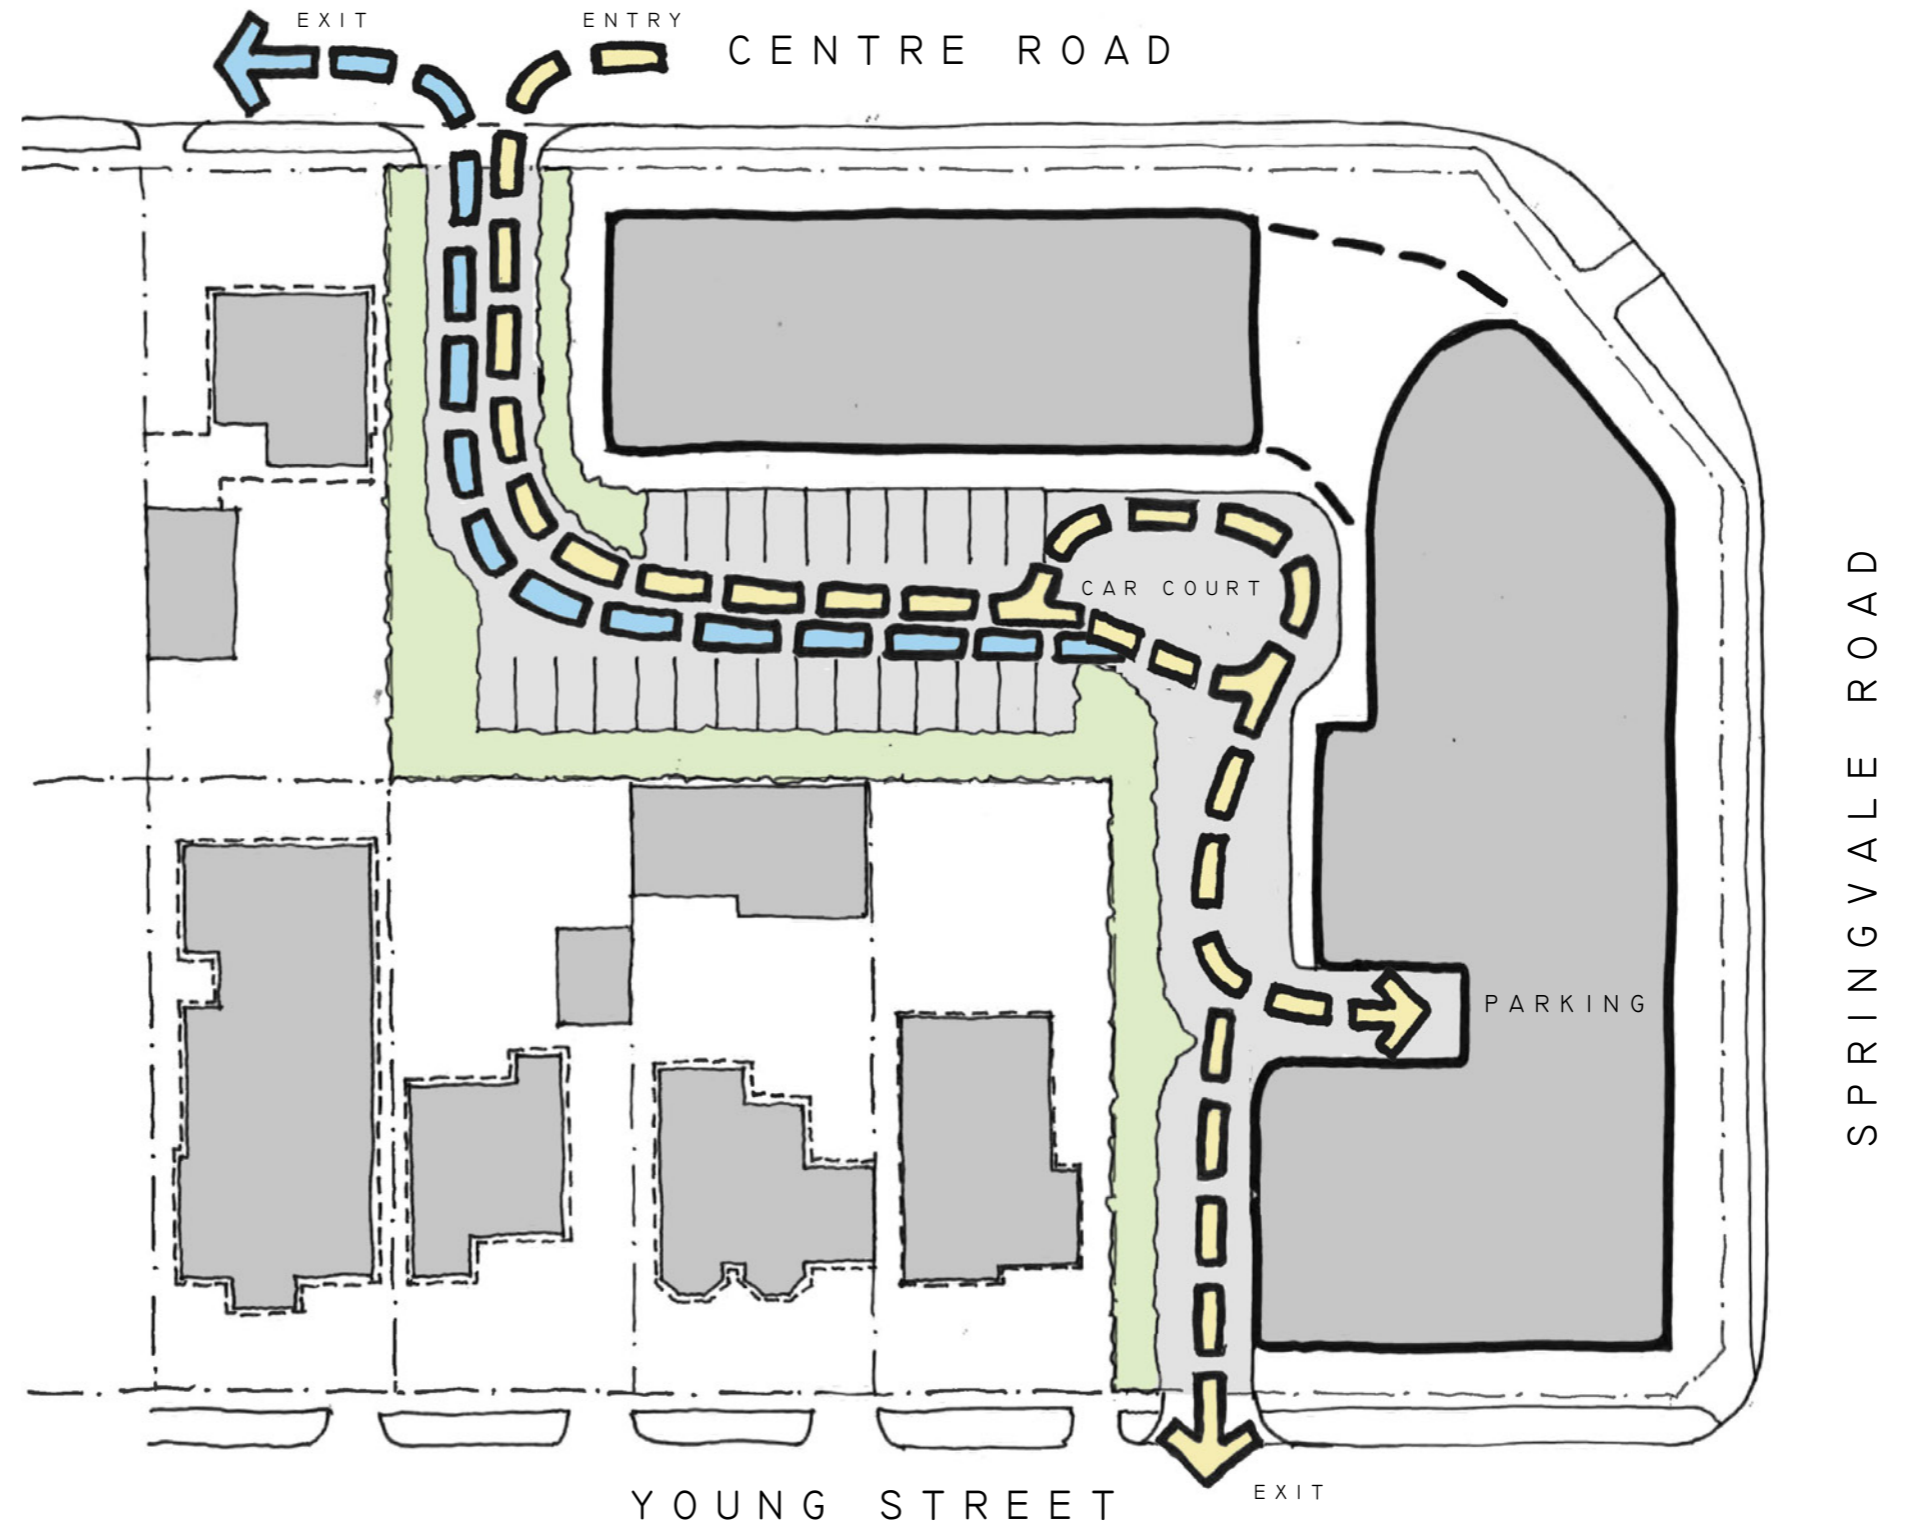 EXIT
ENTRY
CENTRE ROAD
CAR COURT
SPRINGVALE ROAD
PARKING
EXIT
YOUNG STREET